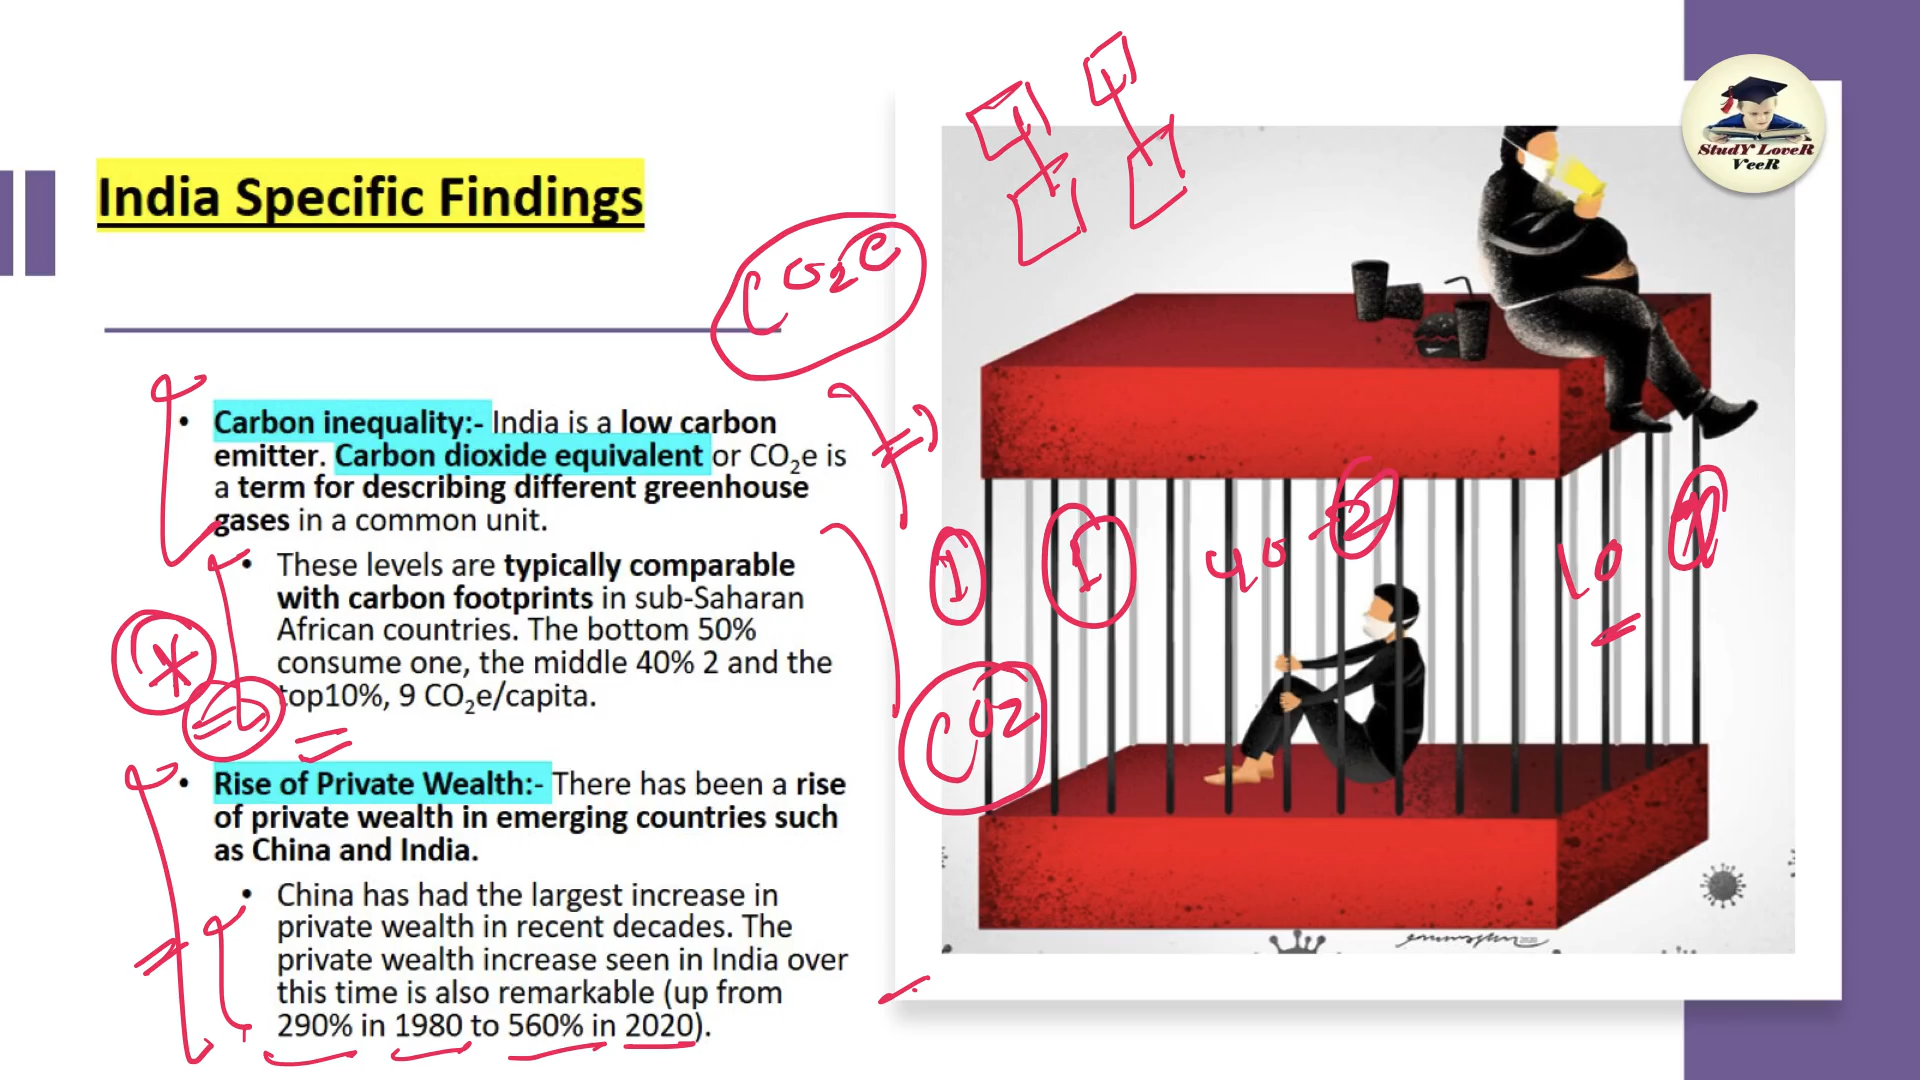 India Specific Findings
StudY LoveR
VeeR
CO2e
• Carbon inequality:- India is a low carbon
emitter. Carbon dioxide equivalent or CO₂e is
a term for describing different greenhouse
gases in a common unit.
• These levels are typically comparable
with carbon footprints in sub-Saharan
African countries. The bottom 50%
consume one, the middle 40% 2 and the
top10%, 9 CO₂e/capita.
• Rise of Private Wealth:- There has been a rise
of private wealth in emerging countries such
as China and India.
• China has had the largest increase in
private wealth in recent decades. The
private wealth increase seen in India over
this time is also remarkable (up from
290% in 1980 to 560% in 2020).
I
I
40 - 2
10
CO2
2020